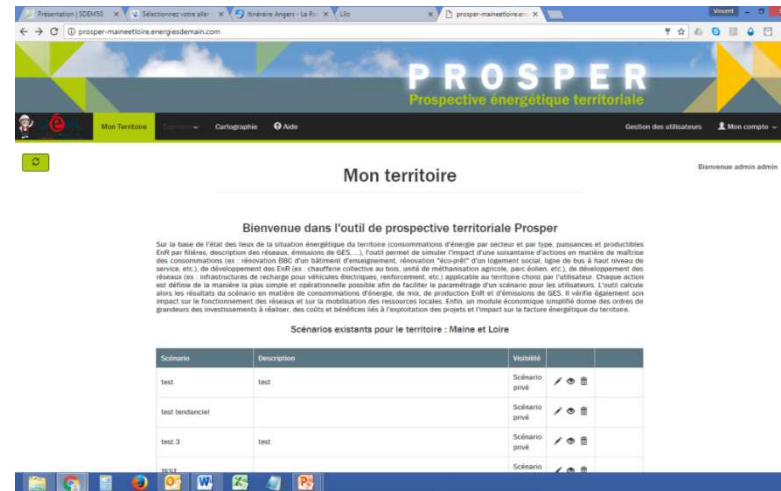 Présentation | SDEM50
Sélectionnez votre aller
Itinéraire Angers - La Ro
Lilo
prosper-maineetloire.en
Vincent
prosper-maineetloire.energiesdemain.com
PROSPER
Prospective énergétique territoriale
Mon Territoire
Cartographie
Aide
Gestion des utilisateurs
Mon compte
Bienvenue admin admin
Mon territoire
Bienvenue dans l'outil de prospective territoriale Prosper
Sur la base de l'état des lieux de la situation énergétique du territoire (consommations d'énergie par secteur et par type, puissances et productibles
EnR par filières, description des réseaux, émissions de GES, ...), l'outil permet de simuler l'impact d'une soixantaine d'actions en matière de maîtrise
des consommations (ex : rénovation BBC d'un bâtiment d'enseignement, rénovation "éco-prêt" d'un logement social, ligne de bus à haut niveau de
service, etc.), de développement des EnR (ex : chaufferie collective au bois, unité de méthanisation agricole, parc éolien, etc.), de développement des
réseaux (ex : infrastructures de recharge pour véhicules électriques, renforcement, etc.) applicable au territoire choisi par l'utilisateur. Chaque action
est définie de la manière la plus simple et opérationnelle possible afin de faciliter le paramétrage d'un scénario pour les utilisateurs. L'outil calcule
alors les résultats du scénario en matière de consommations d'énergie, de mix, de production EnR et d'émissions de GES. Il vérifie également son
impact sur le fonctionnement des réseaux et sur la mobilisation des ressources locales. Enfin, un module économique simplifié donne des ordres de
grandeurs des investissements à réaliser, des coûts et bénéfices liés à l'exploitation des projets et l'impact sur la facture énergétique du territoire.
Scénarios existants pour le territoire : Maine et Loire
Scénario Description Visibilité
test test Scénario
privé
test tendanciel Scénario
privé
test 3 test Scénario
privé
TEST Scénario